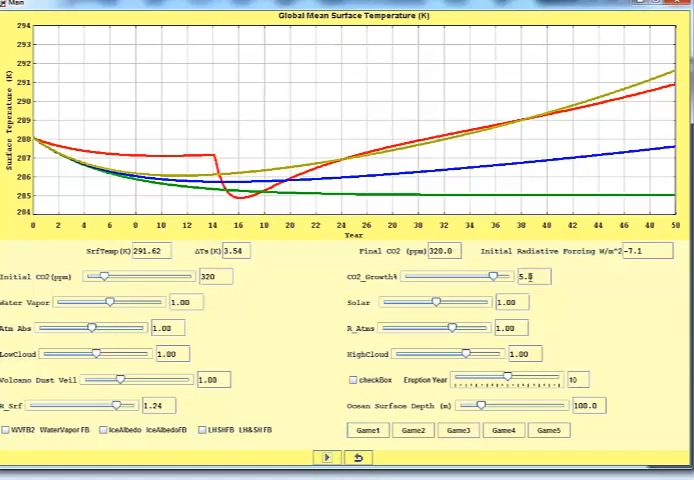 Main
Global Mean Surface Temperature (K)
294
293
292
291
290
289
288
287
286
285
284
Surface Teprerature (K)
0 2 4 6 8 10 12 14 16 18 20 22 24 26 28 30 32 34 36 38 40 42 44 46 48 50
Year
SrfTemp(K) 291.62 ΔTs(K) 3.54 Final CO2 (ppm) 320.0 Initial Radiative Forcing W/m^2 -7.1
Initial CO2(ppm) 320 CO2_Growth%
Water Vapor 1.00 Solar 1.00
Atm Abs 1.00 R_Atms 1.00
LowCloud 1.00 HighCloud 1.00
Volcano Dust Veil 1.00 checkBox Eruption Year 10
R_Srf 1.24 Ocean Surface Depth (m) 100.0
WVFB2 WaterVapor FB IceAlbedo IceAlbedoFB LHSHFB LH&SH FB Game1 Game2 Game3 Game4 Game5